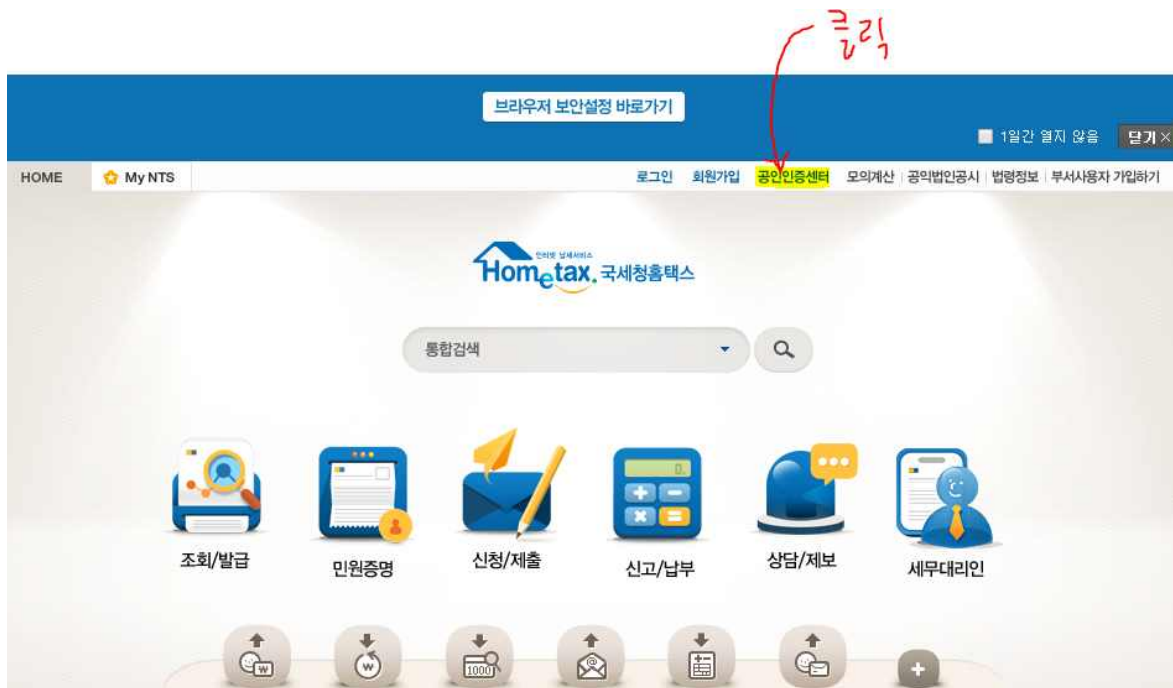 클릭
브라우저 보안설정 바로가기
1일간 열지 않음 닫기 ×
HOME My NTS 로그인 회원가입 공인인증센터 모의계산 공익법인공시 법령정보 부서사용자 가입하기
인터넷 납세서비스
Hometax. 국세청홈택스
통합검색
조회/발급 민원증명 신청/제출 신고/납부 상담/제보 세무대리인
W W 1000 @